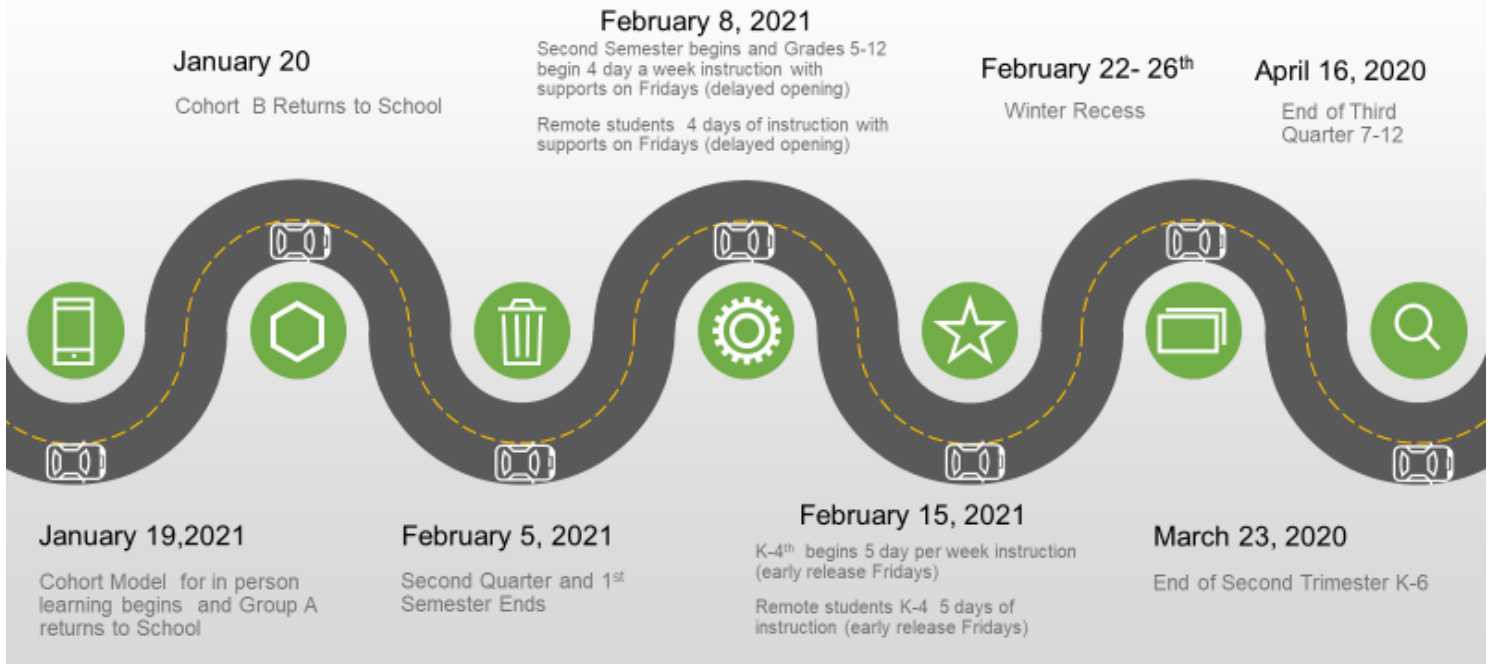 January 20
Cohort B Returns to School
February 8, 2021
Second Semester begins and Grades 5-12
begin 4 day a week instruction with
supports on Fridays (delayed opening)
Remote students 4 days of instruction with
supports on Fridays (delayed opening)
February 22- 26th
Winter Recess
April 16, 2020
End of Third
Quarter 7-12
January 19,2021
Cohort Model for in person
learning begins and Group A
returns to School
February 5, 2021
Second Quarter and 1st
Semester Ends
February 15, 2021
K-4th begins 5 day per week instruction
(early release Fridays)
Remote students K-4 5 days of
instruction (early release Fridays)
March 23, 2020
End of Second Trimester K-6